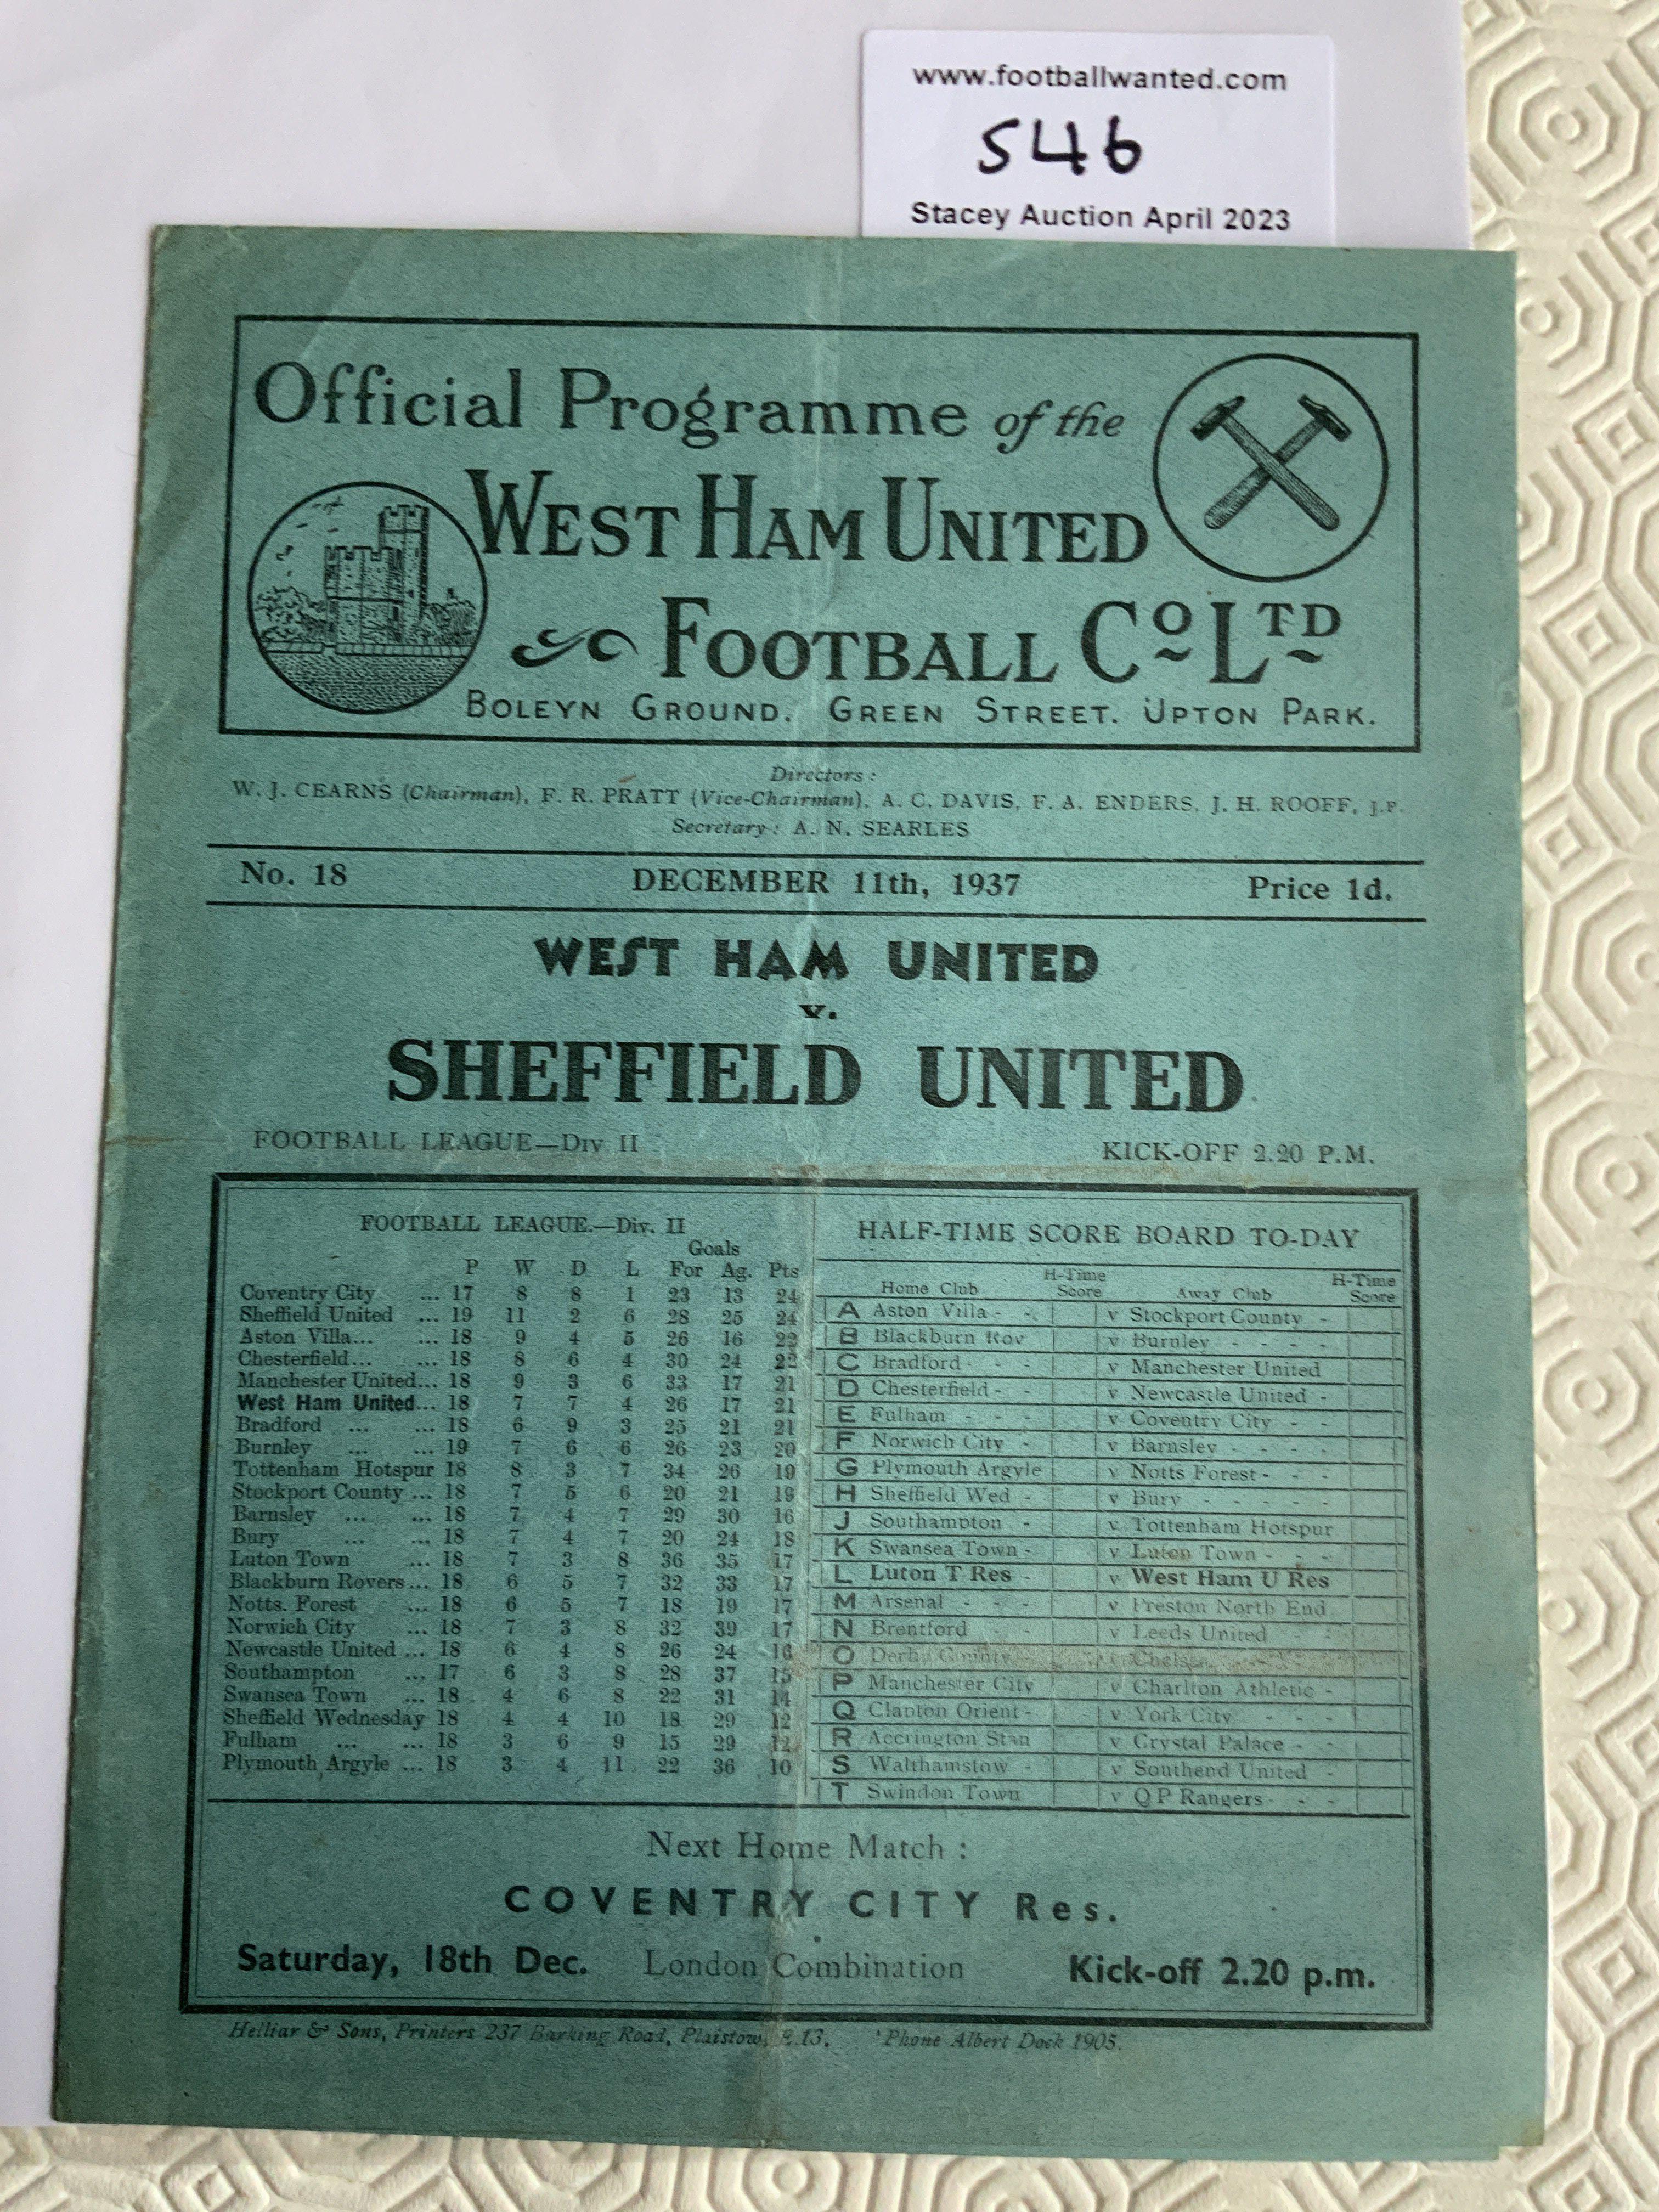 www.footballwanted.com
546
Stacey Auction April 2023
Official Programme of the
WEST HAM UNITED
FOOTBALL CO LTD
BOLEYN GROUND. GREEN STREET. UPTON PARK.
Directors :
W. J. CEARNS (Chairman), F. R. PRATT (Vice-Chairman), A. C. DAVIS, F. A. ENDERS, J. H. ROOFF, J.P.
Secretary : A. N. SEARLES
No. 18 DECEMBER 11th, 1937 Price 1d.
WEST HAM UNITED
v.
SHEFFIELD UNITED
FOOTBALL LEAGUE—Div II KICK-OFF 2.20 P.M.
FOOTBALL LEAGUE.—Div. II
Goals
P W D L For Ag. Pts
Coventry City ... 17 8 8 1 23 13 24
Sheffield United ... 19 11 2 6 28 25 24
Aston Villa... ... 18 9 4 5 26 16 22
Chesterfield... ... 18 8 6 4 30 24 22
Manchester United... 18 9 3 6 33 17 21
West Ham United... 18 7 7 4 26 17 21
Bradford ... ... 18 6 9 3 25 21 21
Burnley ... ... 19 7 6 6 26 23 20
Tottenham Hotspur 18 8 3 7 34 26 19
Stockport County ... 18 7 5 6 20 21 19
Barnsley ... ... 18 7 4 7 29 30 16
Bury ... ... 18 7 4 7 20 24 18
Luton Town ... 18 7 3 8 36 35 17
Blackburn Rovers... 18 6 5 7 32 33 17
Notts. Forest ... 18 6 5 7 18 19 17
Norwich City ... 18 7 3 8 32 39 17
Newcastle United ... 18 6 4 8 26 24 16
Southampton ... 17 6 3 8 28 37 15
Swansea Town ... 18 4 6 8 22 31 14
Sheffield Wednesday 18 4 4 10 18 29 12
Fulham ... ... 18 3 6 9 15 29 12
Plymouth Argyle ... 18 3 4 11 22 36 10
HALF-TIME SCORE BOARD TO-DAY
Home Club H-Time Score Away Club H-Time Score
A Aston Villa - - v Stockport County -
B Blackburn Rov v Burnley - - - -
C Bradford - - - v Manchester United
D Chesterfield - - v Newcastle United -
E Fulham - - - v Coventry City - -
F Norwich City - v Barnsley - - - -
G Plymouth Argyle v Notts Forest - - -
H Sheffield Wed - v Bury - - - - -
J Southampton - v Tottenham Hotspur
K Swansea Town - v Luton Town - - -
L Luton T Res - v West Ham U Res
M Arsenal - - - v Preston North End
N Brentford - - v Leeds United - -
O Derby County v Chelsea
P Manchester City v Charlton Athletic -
Q Clapton Orient - v York City - - -
R Accrington Stan v Crystal Palace - -
S Walthamstow - v Southend United -
T Swindon Town v Q P Rangers - - -
Next Home Match :
COVENTRY CITY Res.
Saturday, 18th Dec. London Combination Kick-off 2.20 p.m.
Helliar & Sons, Printers 237 Barking Road, Plaistow, E.13. 'Phone Albert Dock 1905.